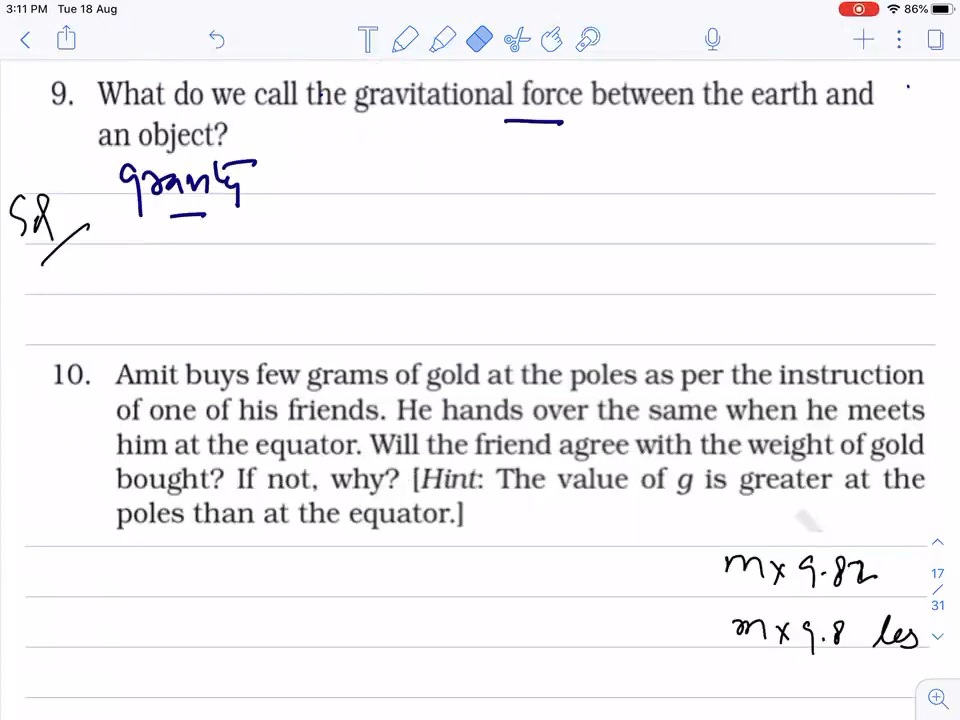 3:11 PM Tue 18 Aug 86%
9. What do we call the gravitational force between the earth and
an object?
gravity
10. Amit buys few grams of gold at the poles as per the instruction
of one of his friends. He hands over the same when he meets
him at the equator. Will the friend agree with the weight of gold
bought? If not, why? [Hint: The value of g is greater at the
poles than at the equator.]
m x 9.82
17
31
m x 9.8 les